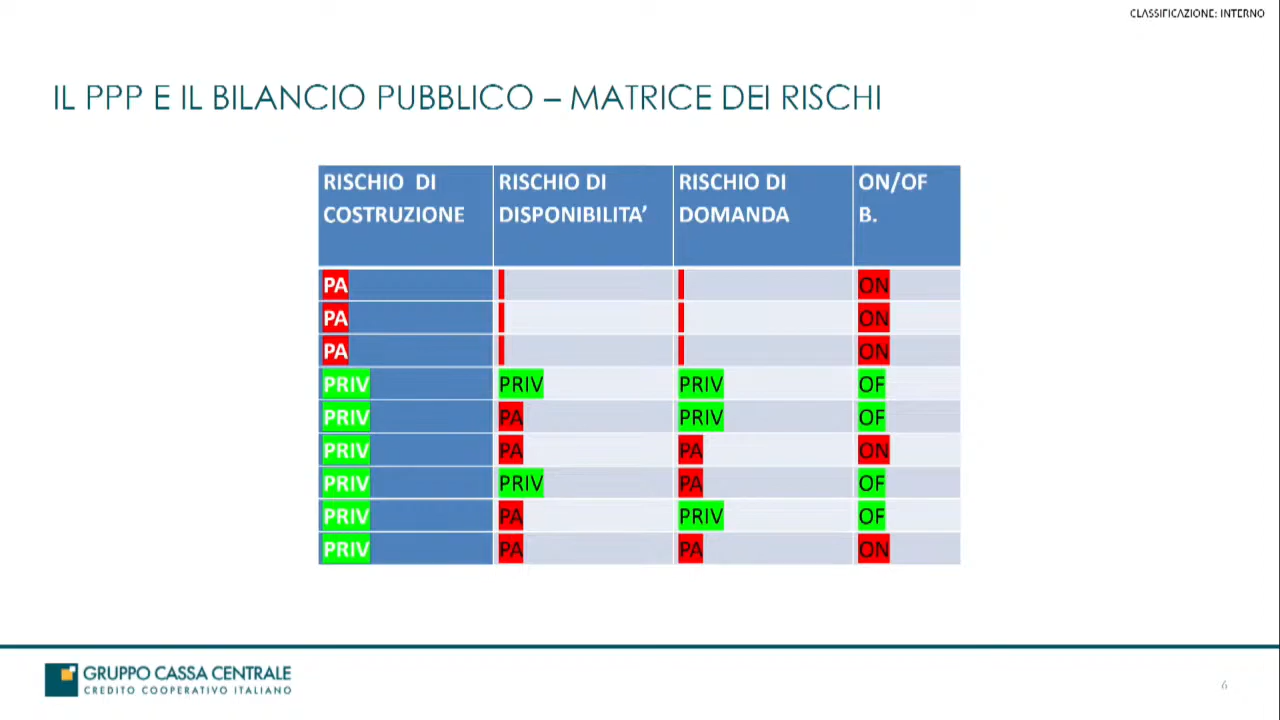 CLASSIFICAZIONE: INTERNO
IL PPP E IL BILANCIO PUBBLICO – MATRICE DEI RISCHI
RISCHIO DI COSTRUZIONE RISCHIO DI DISPONIBILITA’ RISCHIO DI DOMANDA ON/OF B.
PA ON
PA ON
PA ON
PRIV PRIV PRIV OF
PRIV PA PRIV OF
PRIV PA PA ON
PRIV PRIV PA OF
PRIV PA PRIV OF
PRIV PA PA ON
GRUPPO CASSA CENTRALE
CREDITO COOPERATIVO ITALIANO
6